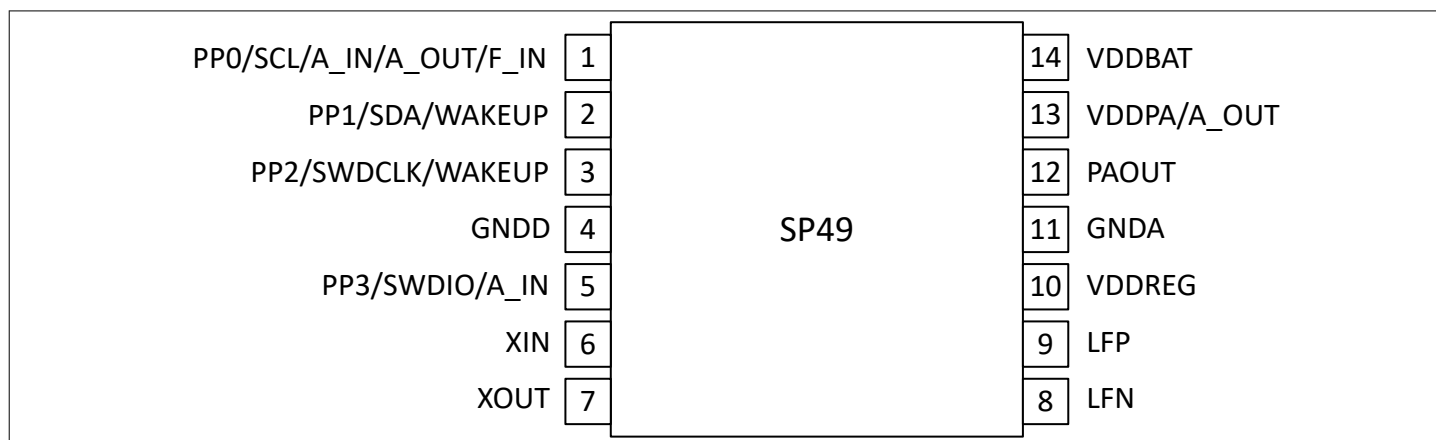 PP0/SCL/A_IN/A_OUT/F_IN 1
PP1/SDA/WAKEUP 2
PP2/SWDCLK/WAKEUP 3
GNDD 4
PP3/SWDIO/A_IN 5
XIN 6
XOUT 7
SP49
14 VDDBAT
13 VDDPA/A_OUT
12 PAOUT
11 GNDA
10 VDDREG
9 LFP
8 LFN